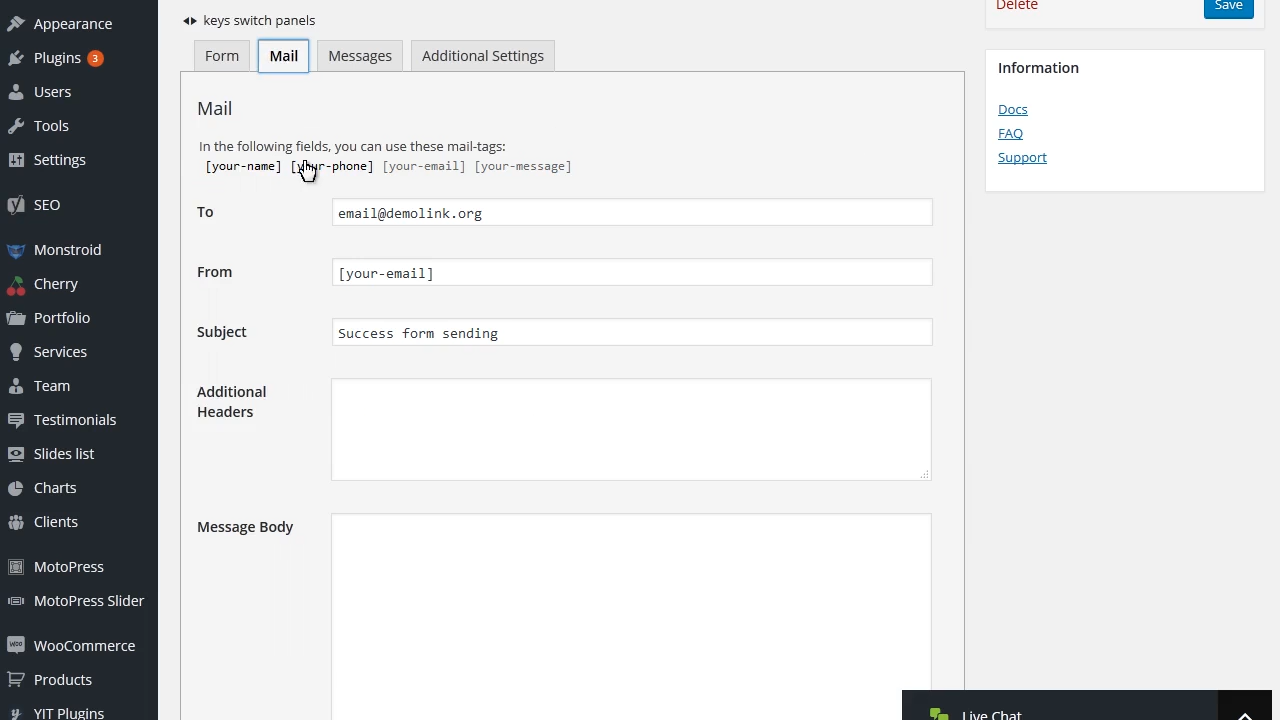 Appearance
Plugins 3
Users
Tools
Settings
SEO
Monstroid
Cherry
Portfolio
Services
Team
Testimonials
Slides list
Charts
Clients
MotoPress
MotoPress Slider
WooCommerce
Products
YIT Plugins
keys switch panels
Form
Mail
Messages
Additional Settings
Mail
In the following fields, you can use these mail-tags:
[your-name] [your-phone] [your-email] [your-message]
To
email@demolink.org
From
[your-email]
Subject
Success form sending
Additional
Headers
Message Body
Delete
Save
Information
Docs
FAQ
Support
Live Chat